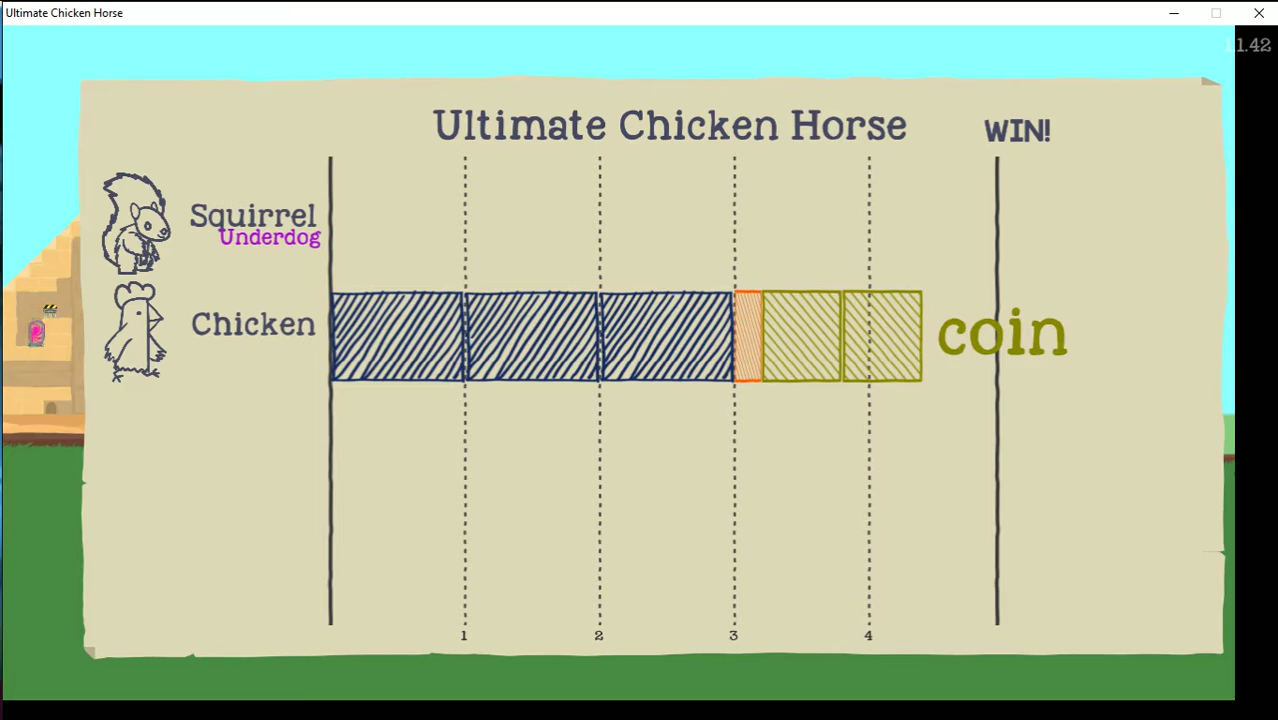 Ultimate Chicken Horse
11.42
Ultimate Chicken Horse
WIN!
Squirrel
Underdog
Chicken
coin
1 2 3 4